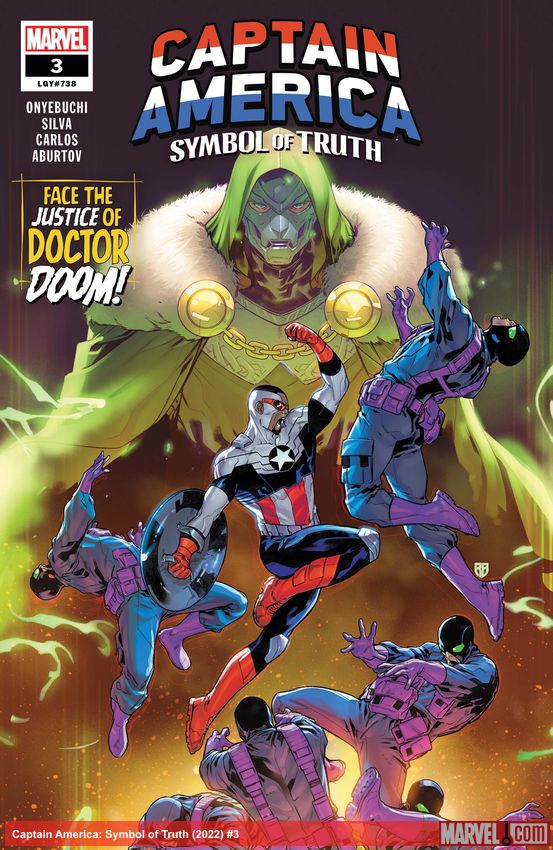 MARVEL
3
LGY#738
ONYEBUCHI
SILVA
CARLOS
ABURTOV
CAPTAIN
AMERICA
SYMBOL OF TRUTH
FACE THE
JUSTICE OF
DOCTOR
DOOM!
RB
Captain America: Symbol of Truth (2022) #3
MARVEL.com